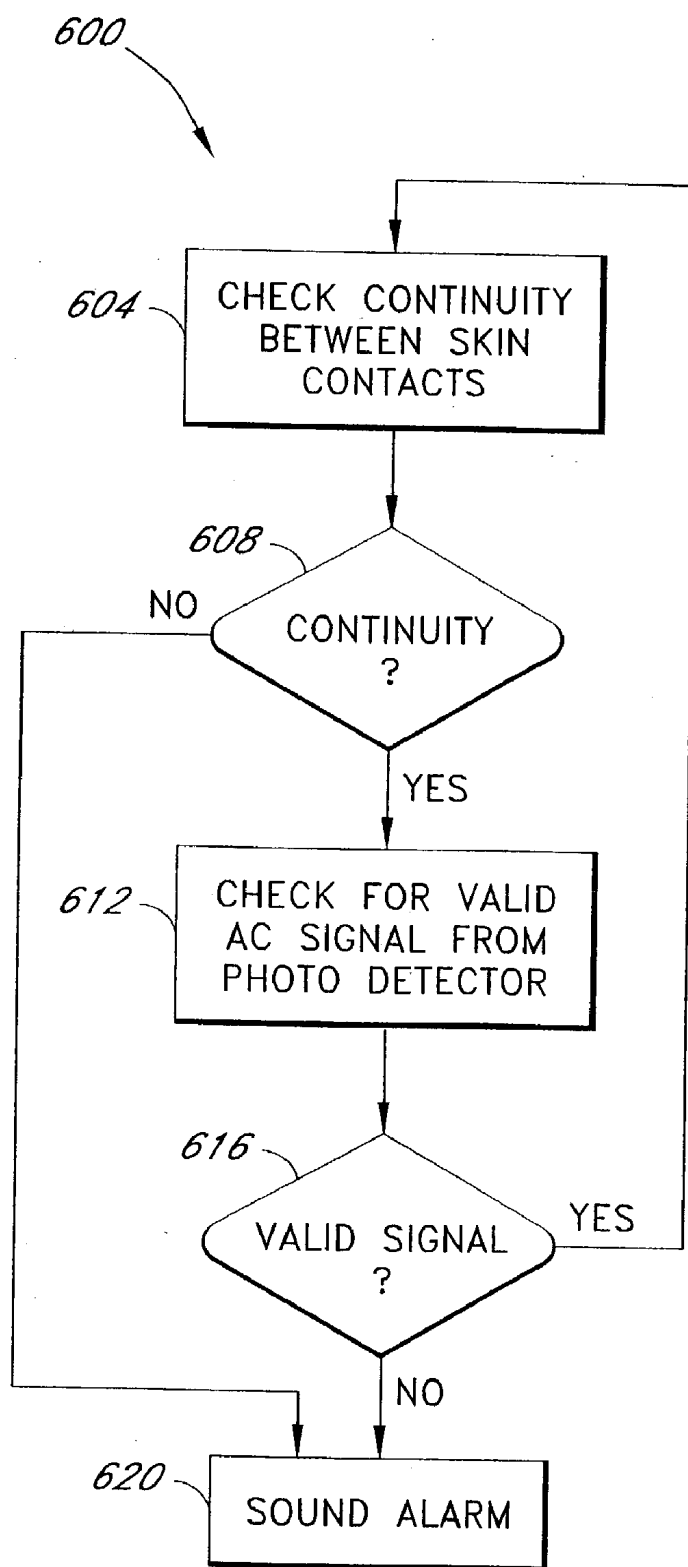 600
604
CHECK CONTINUITY
BETWEEN SKIN
CONTACTS
608
NO
CONTINUITY
?
YES
612
CHECK FOR VALID
AC SIGNAL FROM
PHOTO DETECTOR
616
VALID SIGNAL
?
YES
NO
620
SOUND ALARM